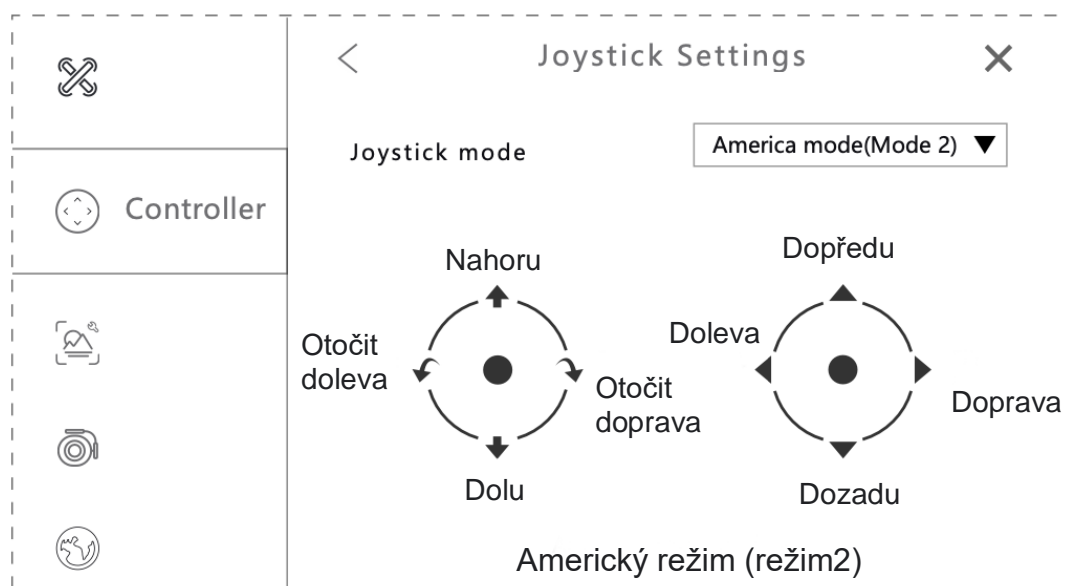 Joystick Settings
Joystick mode
America mode(Mode 2)
Controller
Nahoru
Otočit
doleva
Otočit
doprava
Dolu
Dopředu
Doleva
Doprava
Dozadu
Americký režim (režim2)